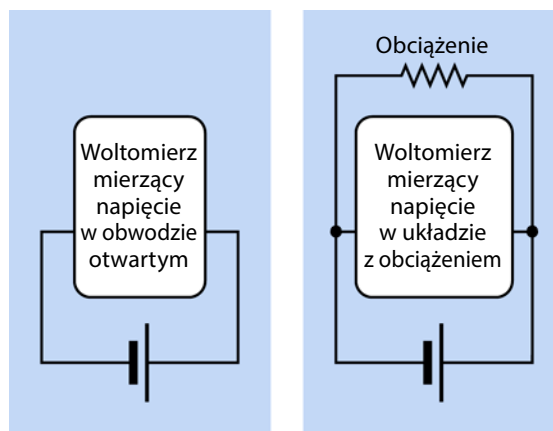 Woltomierz
mierzący
napięcie
w obwodzie
otwartym
Obciążenie
Woltomierz
mierzący
napięcie
w układzie
z obciążeniem